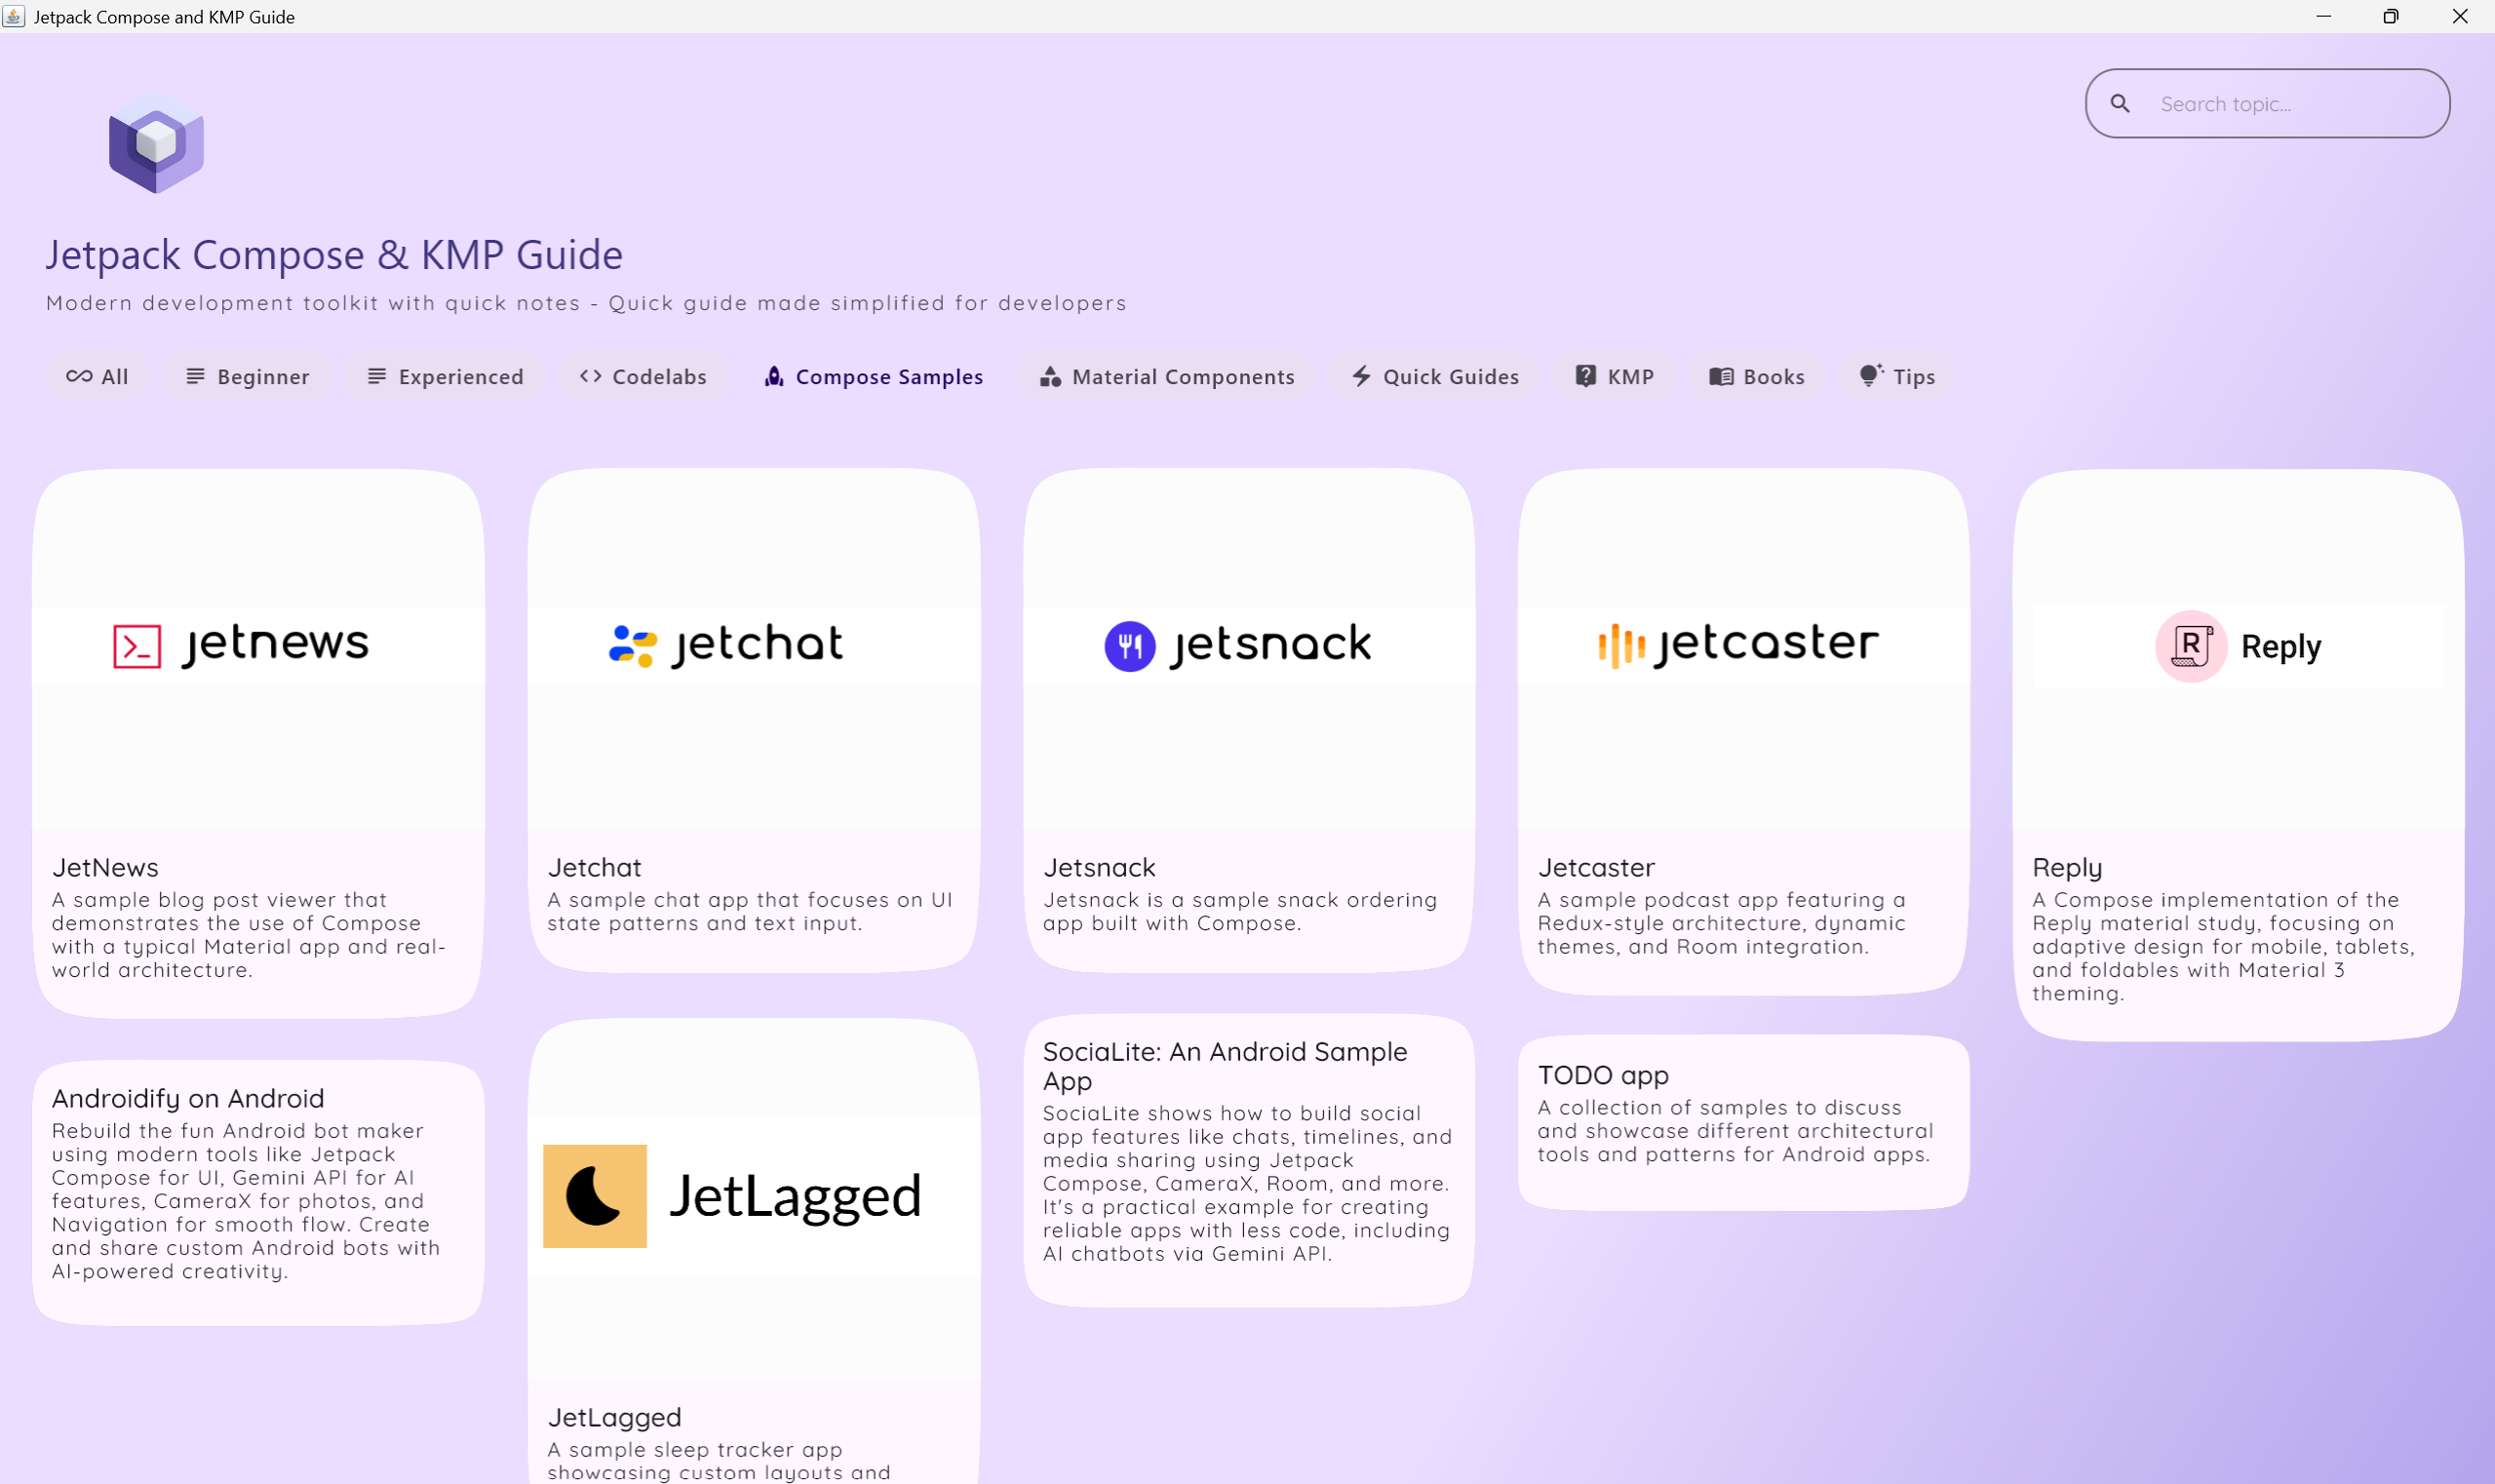 Jetpack Compose and KMP Guide
Search topic...
Jetpack Compose & KMP Guide
Modern development toolkit with quick notes - Quick guide made simplified for developers
All
Beginner
Experienced
Codelabs
Compose Samples
Material Components
Quick Guides
KMP
Books
Tips
jetnews
JetNews
A sample blog post viewer that
demonstrates the use of Compose
with a typical Material app and real-
world architecture.
jetchat
Jetchat
A sample chat app that focuses on UI
state patterns and text input.
jetsnack
Jetsnack
Jetsnack is a sample snack ordering
app built with Compose.
jetcaster
Jetcaster
A sample podcast app featuring a
Redux-style architecture, dynamic
themes, and Room integration.
R
Reply
Reply
A Compose implementation of the
Reply material study, focusing on
adaptive design for mobile, tablets,
and foldables with Material 3
theming.
Androidify on Android
Rebuild the fun Android bot maker
using modern tools like Jetpack
Compose for UI, Gemini API for AI
features, CameraX for photos, and
Navigation for smooth flow. Create
and share custom Android bots with
AI-powered creativity.
JetLagged
JetLagged
A sample sleep tracker app
showcasing custom layouts and
SociaLite: An Android Sample
App
SociaLite shows how to build social
app features like chats, timelines, and
media sharing using Jetpack
Compose, CameraX, Room, and more.
It's a practical example for creating
reliable apps with less code, including
AI chatbots via Gemini API.
TODO app
A collection of samples to discuss
and showcase different architectural
tools and patterns for Android apps.